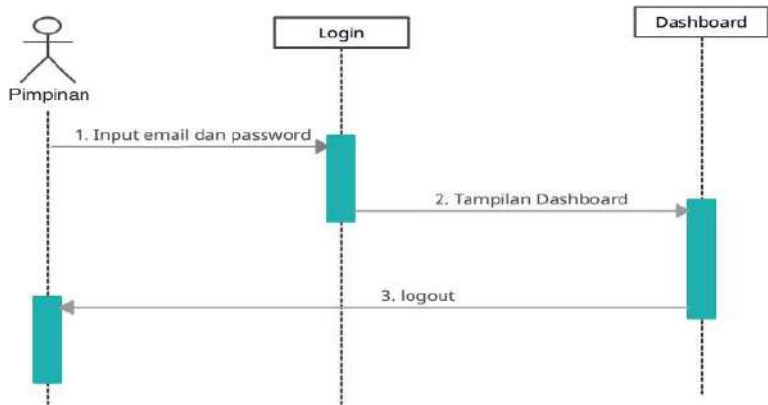 Login
Dashboard
Pimpinan
1. Input email dan password
2. Tampilan Dashboard
3. logout